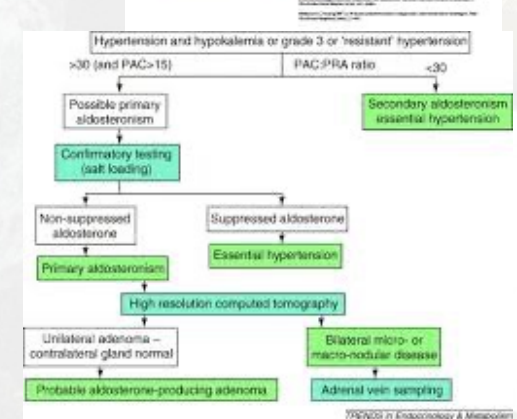 Hypertension and hypokalemia or grade 3 or 'resistant' hypertension
>30 (and PAC>15)
PAC:PRA ratio
<30
Possible primary
aldosteronism
Secondary aldosteronism
essential hypertension
Confirmatory testing
(salt loading)
Non-suppressed
aldosterone
Suppressed aldosterone
Primary aldosteronism
Essential hypertension
High resolution computed tomography
Unilateral adenoma –
contralateral gland normal
Bilateral micro- or
macro-nodular disease
Probable aldosterone-producing adenoma
Adrenal vein sampling
TRENDS in Endocrinology & Metabolism